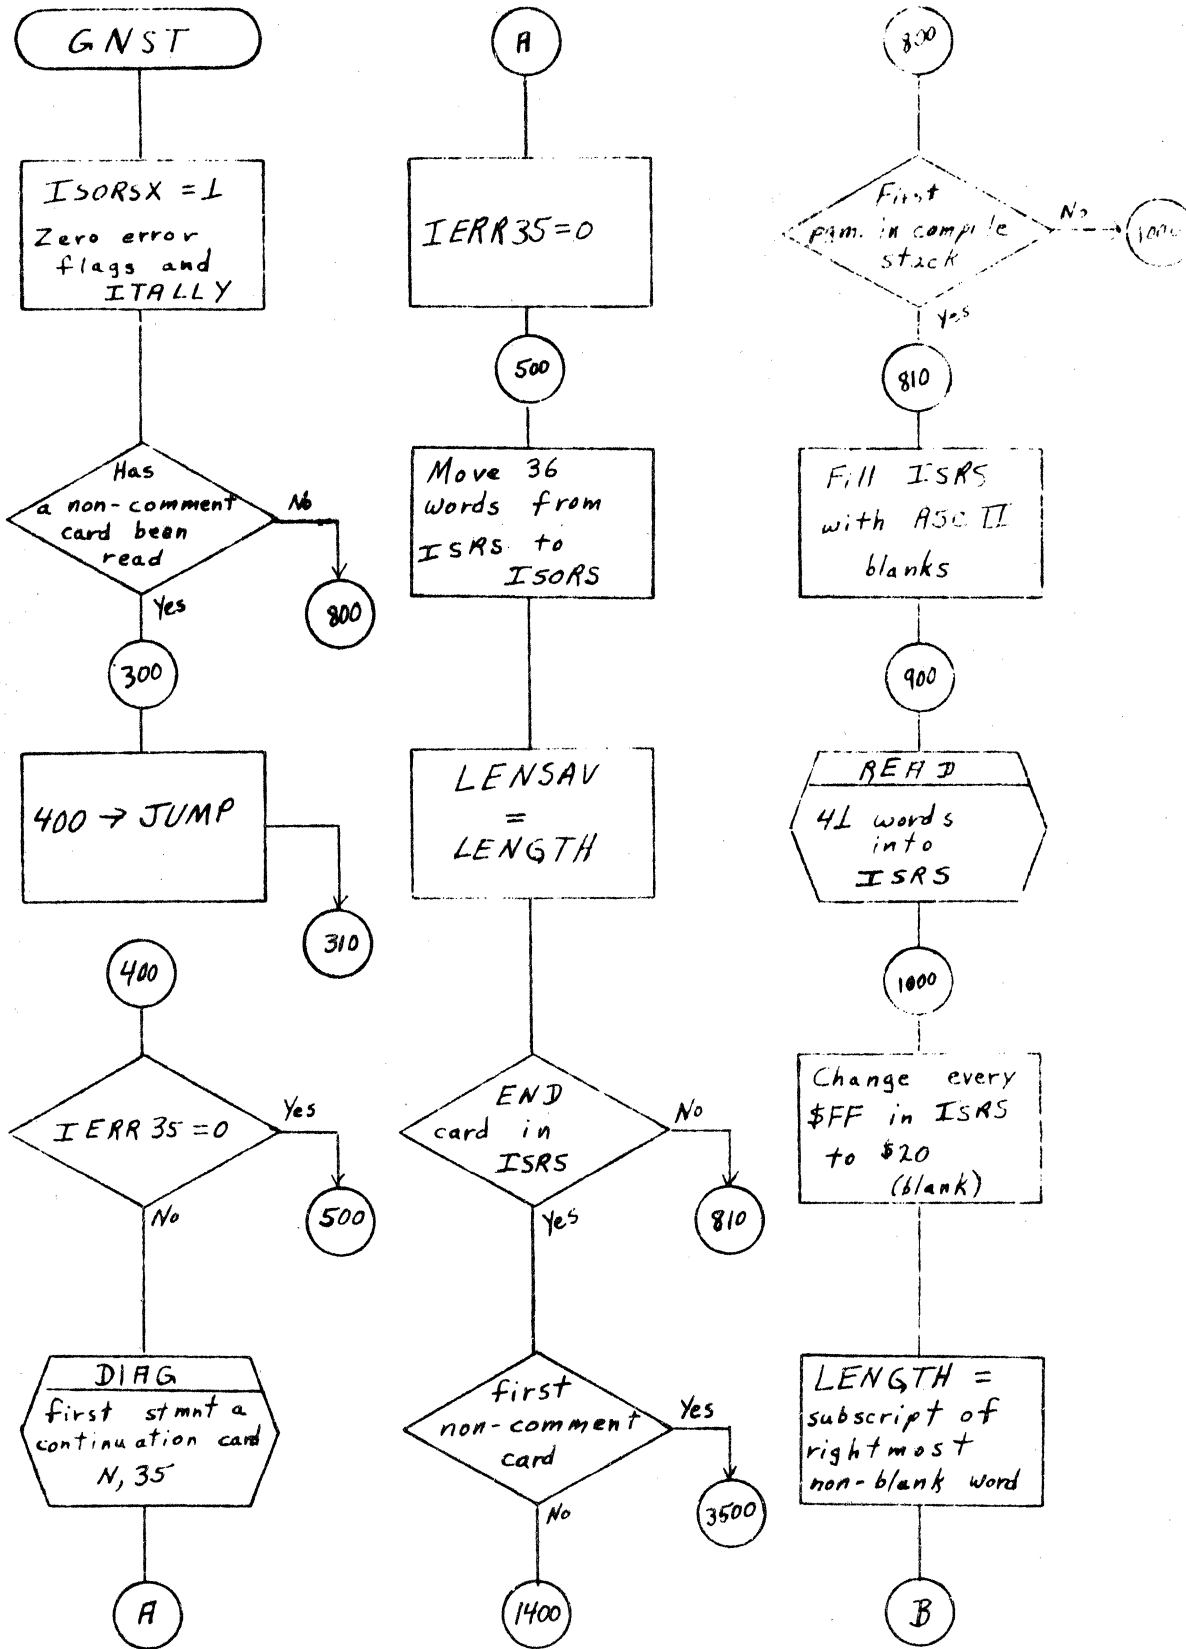 GNST
ISORSX = 1
Zero error
flags and
ITALLY
Has
a non-comment
card been
read
No
800
Yes
300
400 → JUMP
310
400
IERR35=0
Yes
500
No
DIAG
first stmnt a
continuation card
N, 35
A
A
IERR35=0
500
Move 36
words from
ISRS to
ISORS
LENSAV
=
LENGTH
END
card in
ISRS
No
810
Yes
first
non-comment
card
Yes
3500
No
1400
800
First
pgm. in compile
stack
No
1000
Yes
810
Fill ISRS
with ASCII
blanks
900
READ
41 words
into
ISRS
1000
Change every
$FF in ISRS
to $20
(blank)
LENGTH =
subscript of
rightmost
non-blank word
B